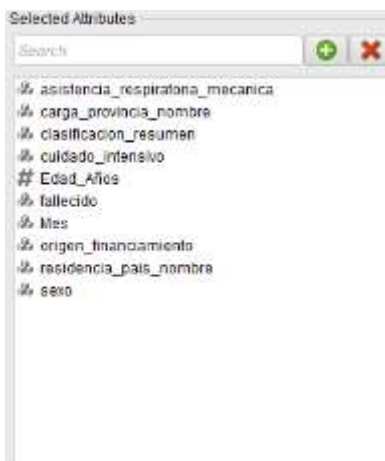 Selected Attributes
Search
asistencia_respiratoria_mecanica
carga_provincia_nombre
clasificacion_resumen
cuidado_intensivo
# Edad_Años
fallecido
Mes
origen_financiamiento
residencia_pais_nombre
sexo